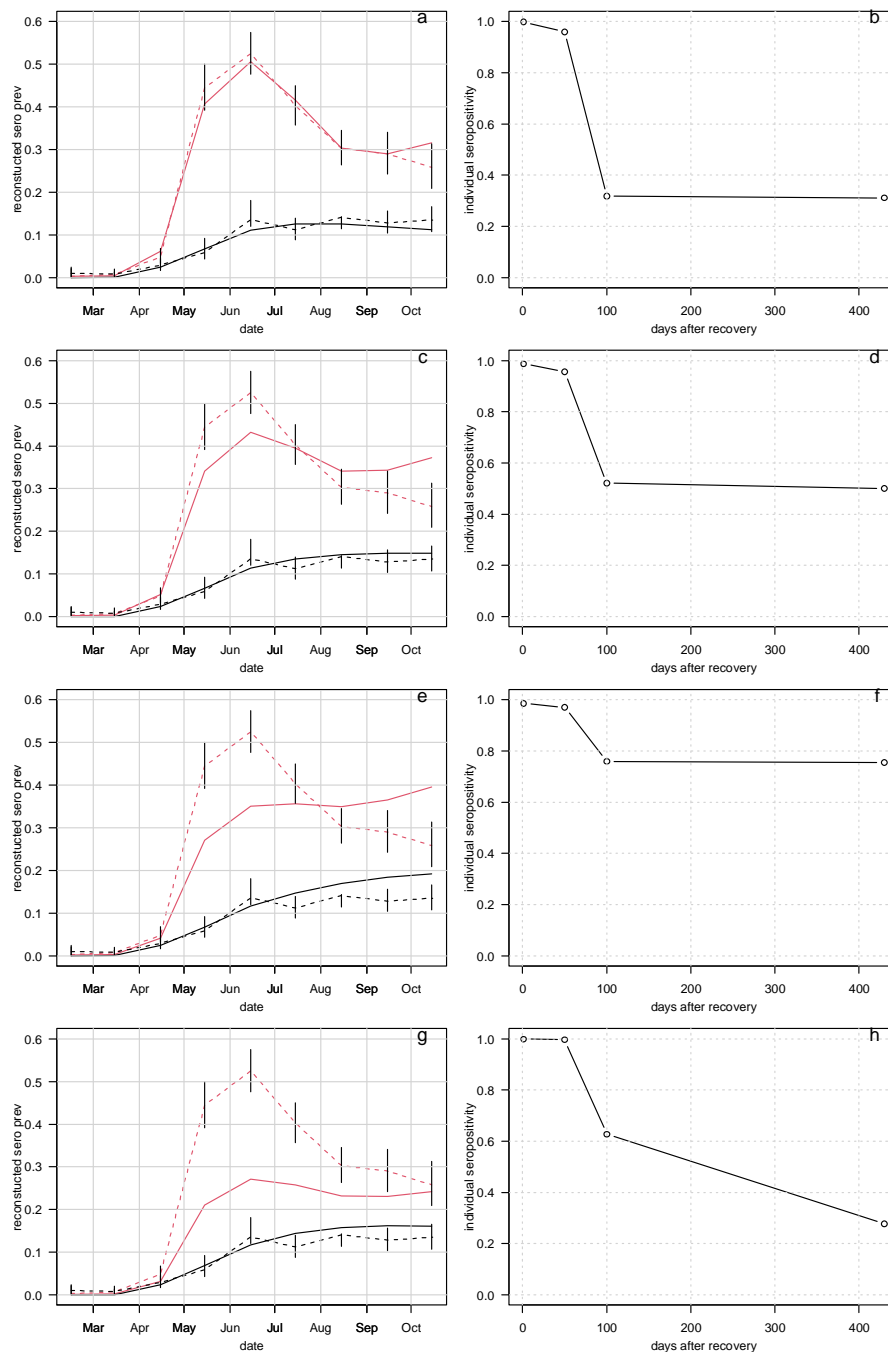 a
0.6
0.5
0.4
0.3
0.2
0.1
0.0
reconstucted sero prev
Mar Apr May Jun Jul Aug Sep Oct
date
b
1.0
0.8
0.6
0.4
0.2
0.0
individual seropositivity
0 100 200 300 400
days after recovery
c
0.6
0.5
0.4
0.3
0.2
0.1
0.0
reconstucted sero prev
Mar Apr May Jun Jul Aug Sep Oct
date
d
1.0
0.8
0.6
0.4
0.2
0.0
individual seropositivity
0 100 200 300 400
days after recovery
e
0.6
0.5
0.4
0.3
0.2
0.1
0.0
reconstucted sero prev
Mar Apr May Jun Jul Aug Sep Oct
date
f
1.0
0.8
0.6
0.4
0.2
0.0
individual seropositivity
0 100 200 300 400
days after recovery
g
0.6
0.5
0.4
0.3
0.2
0.1
0.0
reconstucted sero prev
Mar Apr May Jun Jul Aug Sep Oct
date
h
1.0
0.8
0.6
0.4
0.2
0.0
individual seropositivity
0 100 200 300 400
days after recovery